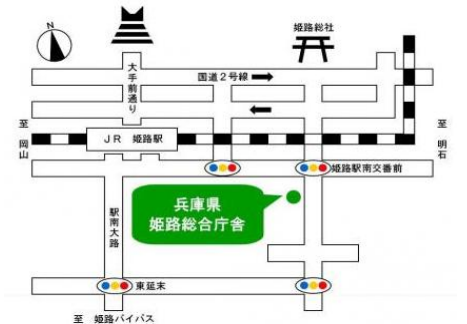 姫路総社
大手前通り
国道2号線
至 岡山
JR 姫路駅
至 明石
姫路駅南交番前
兵庫県
姫路総合庁舎
駅南大路
東延末
至 姫路バイパス